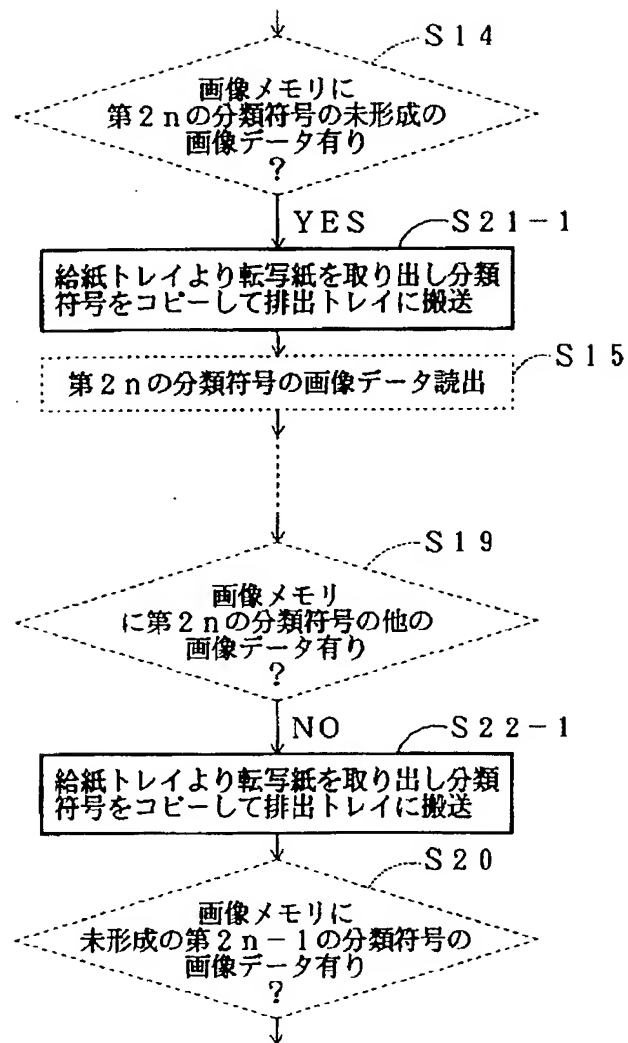 S14
画像メモリに
第2nの分類符号の未形成の
画像データ有り
?
YES
S21-1
給紙トレイより転写紙を取り出し分類
符号をコピーして排出トレイに搬送
S15
第2nの分類符号の画像データ読出
S19
画像メモリ
に第2nの分類符号の他の
画像データ有り
?
NO
S22-1
給紙トレイより転写紙を取り出し分類
符号をコピーして排出トレイに搬送
S20
画像メモリに
未形成の第2n-1の分類符号の
画像データ有り
?